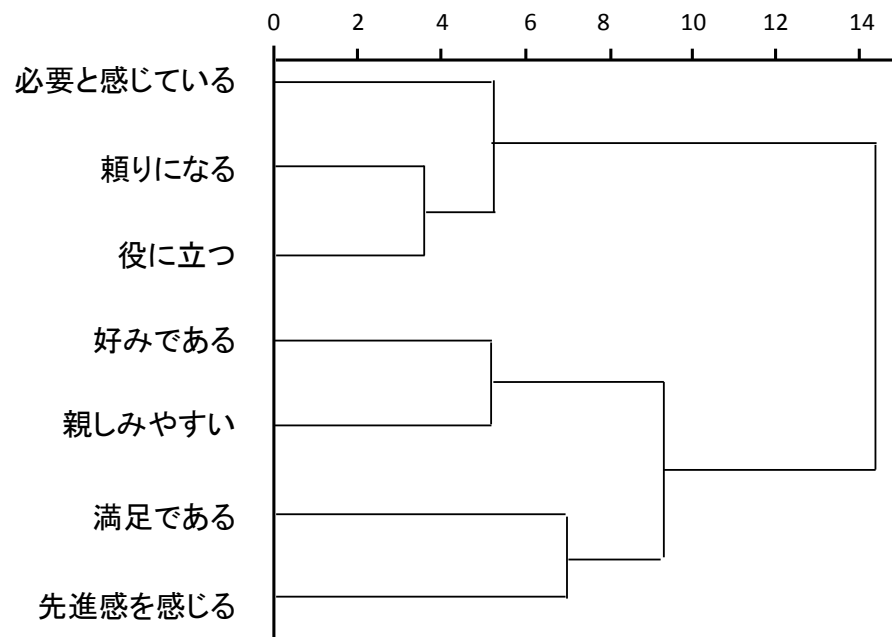 0 2 4 6 8 10 12 14
必要と感じている
頼りになる
役に立つ
好みである
親しみやすい
満足である
先進感を感じる